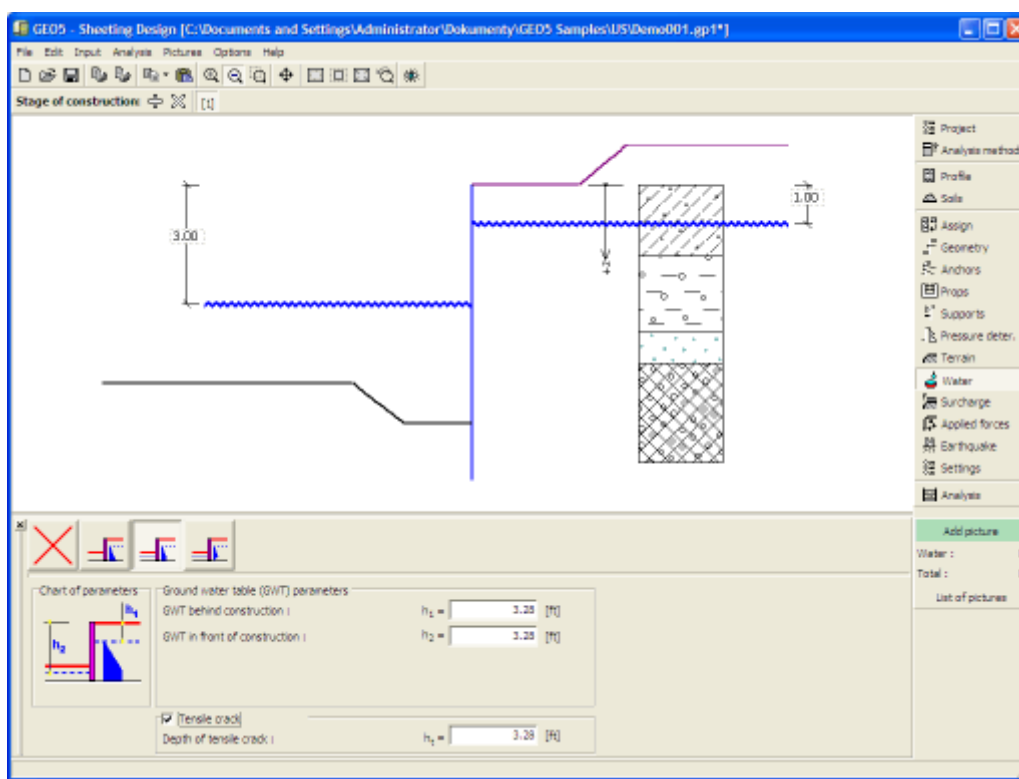 GEO5 - Sheeting Design [C:\Documents and Settings\Administrator\Dokumenty\GEO5 Samples\US\Demo001.gp1*]
File Edit Input Analysis Pictures Options Help
Stage of construction: [1]
3.00
1.00
+z
Project
Analysis method
Profile
Soils
Assign
Geometry
Anchors
Props
Supports
Pressure deter.
Terrain
Water
Surcharge
Applied forces
Earthquake
Settings
Analysis
Add picture
Water :
Total :
List of pictures
Chart of parameters
h1
h2
Ground water table (GWT) parameters
GWT behind construction : h1 = 3.28 [ft]
GWT in front of construction : h2 = 3.28 [ft]
Tensile crack
Depth of tensile crack : ht = 3.28 [ft]